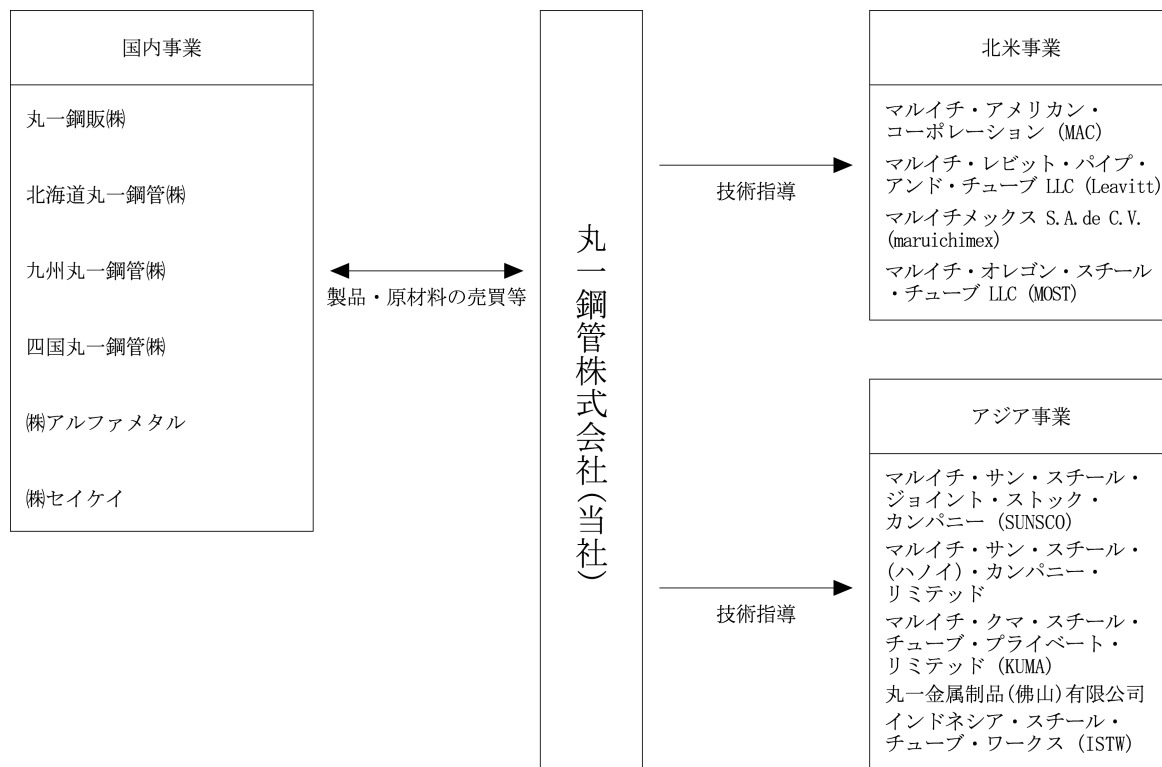 国内事業
丸一鋼販㈱
北海道丸一鋼管㈱
九州丸一鋼管㈱
四国丸一鋼管㈱
㈱アルファメタル
㈱セイケイ
製品・原材料の売買等
丸一鋼管株式会社(当社)
技術指導
北米事業
マルイチ・アメリカン・
コーポレーション (MAC)
マルイチ・レビット・パイプ・
アンド・チューブ LLC (Leavitt)
マルイチメックス S.A.de C.V.
(maruichimex)
マルイチ・オレゴン・スチール
・チューブ LLC (MOST)
技術指導
アジア事業
マルイチ・サン・スチール・
ジョイント・ストック・
カンパニー (SUNSCO)
マルイチ・サン・スチール・
(ハノイ)・カンパニー・
リミテッド
マルイチ・クマ・スチール・
チューブ・プライベート・
リミテッド (KUMA)
丸一金属制品(佛山)有限公司
インドネシア・スチール・
チューブ・ワークス (ISTW)